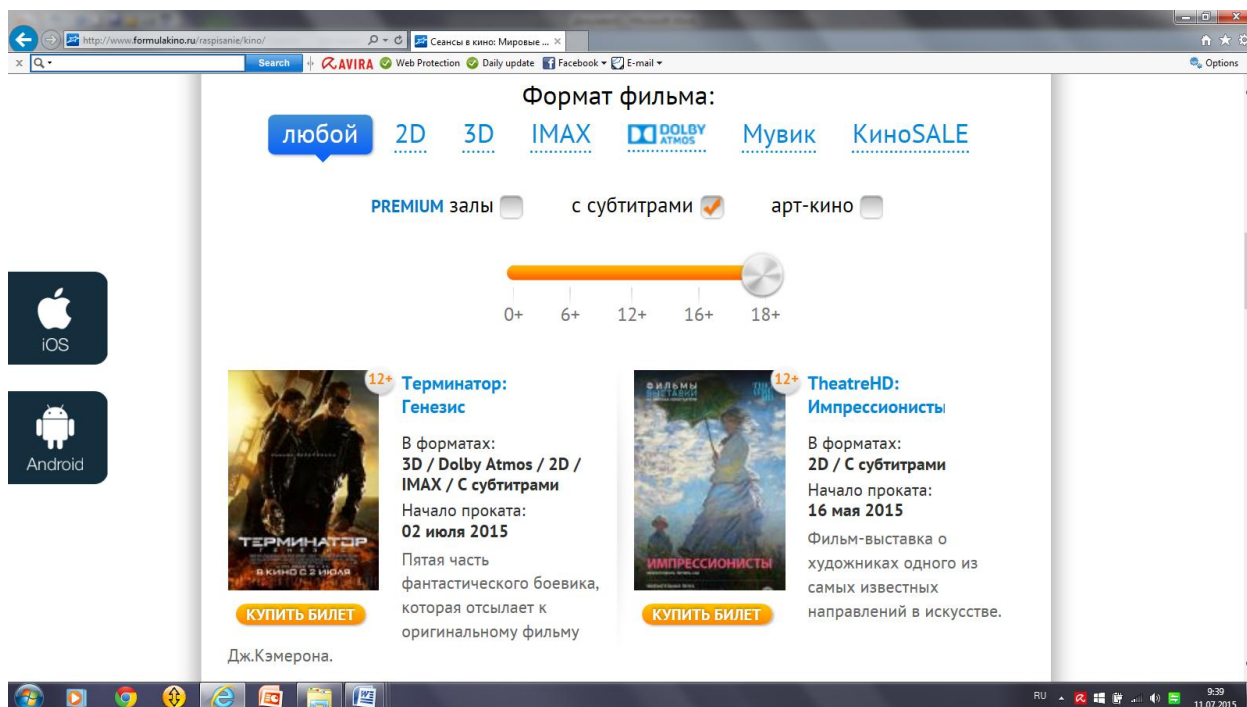 http://www.formulakino.ru/raspisanie/kino/
Сеансы в кино: Мировые ...
Search
AVIRA
Web Protection
Daily update
Facebook
E-mail
Options
Формат фильма:
любой 2D 3D IMAX DOLBY ATMOS Мувик КиноSALE
PREMIUM залы с субтитрами арт-кино
0+ 6+ 12+ 16+ 18+
iOS
Android
12+
Терминатор:
Генезис
В форматах:
3D / Dolby Atmos / 2D /
IMAX / С субтитрами
Начало проката:
02 июля 2015
Пятая часть
фантастического боевика,
которая отсылает к
оригинальному фильму
Дж.Кэмерона.
ТЕРМИНАТОР
ГЕНЕЗИС
В КИНО С 2 ИЮЛЯ
КУПИТЬ БИЛЕТ
ФИЛЬМЫ
ВЫСТАВКИ
ИМПРЕССИОНИСТЫ
12+
TheatreHD:
Импрессионисты
В форматах:
2D / С субтитрами
Начало проката:
16 мая 2015
Фильм-выставка о
художниках одного из
самых известных
направлений в искусстве.
КУПИТЬ БИЛЕТ
RU
9:39
11.07.2015